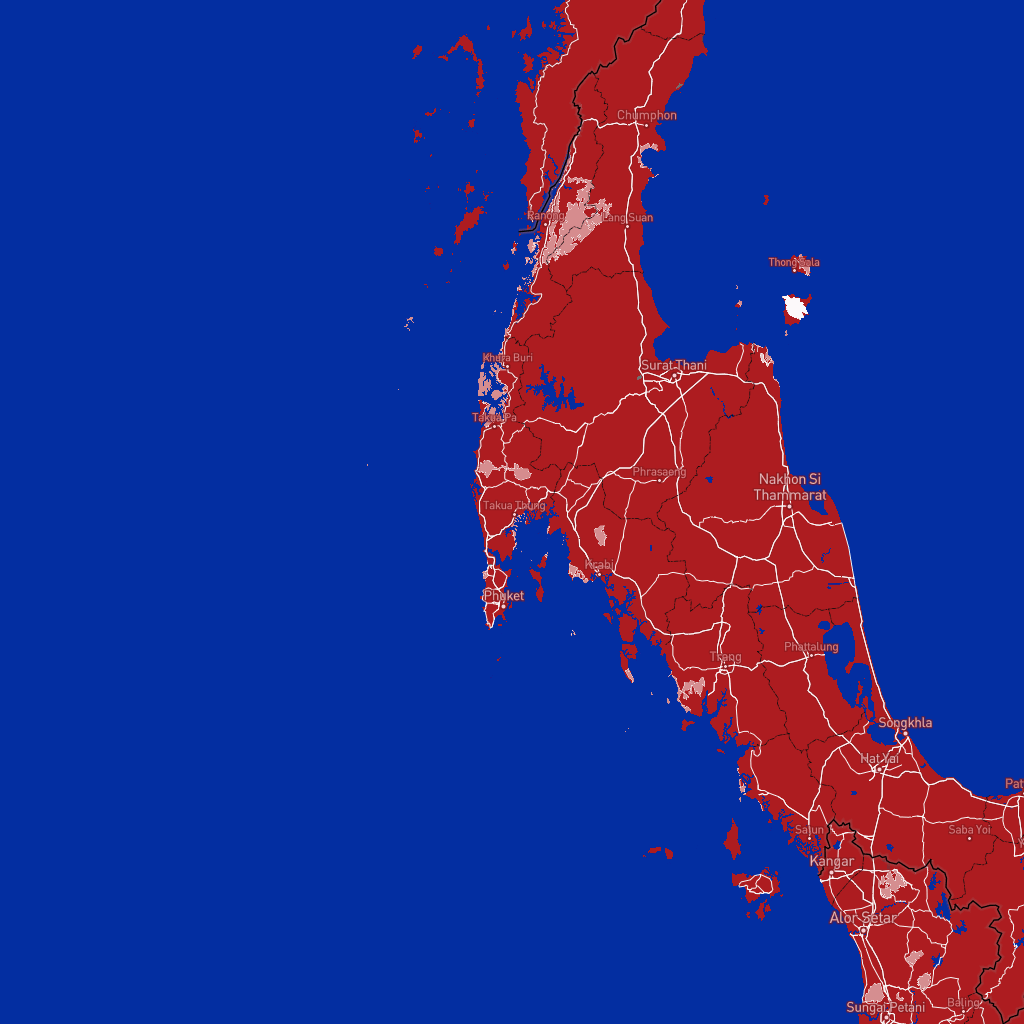 Chumphon
Ranong
Lang Suan
Thong Sala
Khura Buri
Surat Thani
Takua Pa
Phrasaeng
Nakhon Si
Thammarat
Takua Thung
Krabi
Phuket
Phattalung
Trang
Songkhla
Hat Yai
Pat
Satun
Saba Yoi
Y
Kangar
Alor Setar
Sungai Petani
Baling